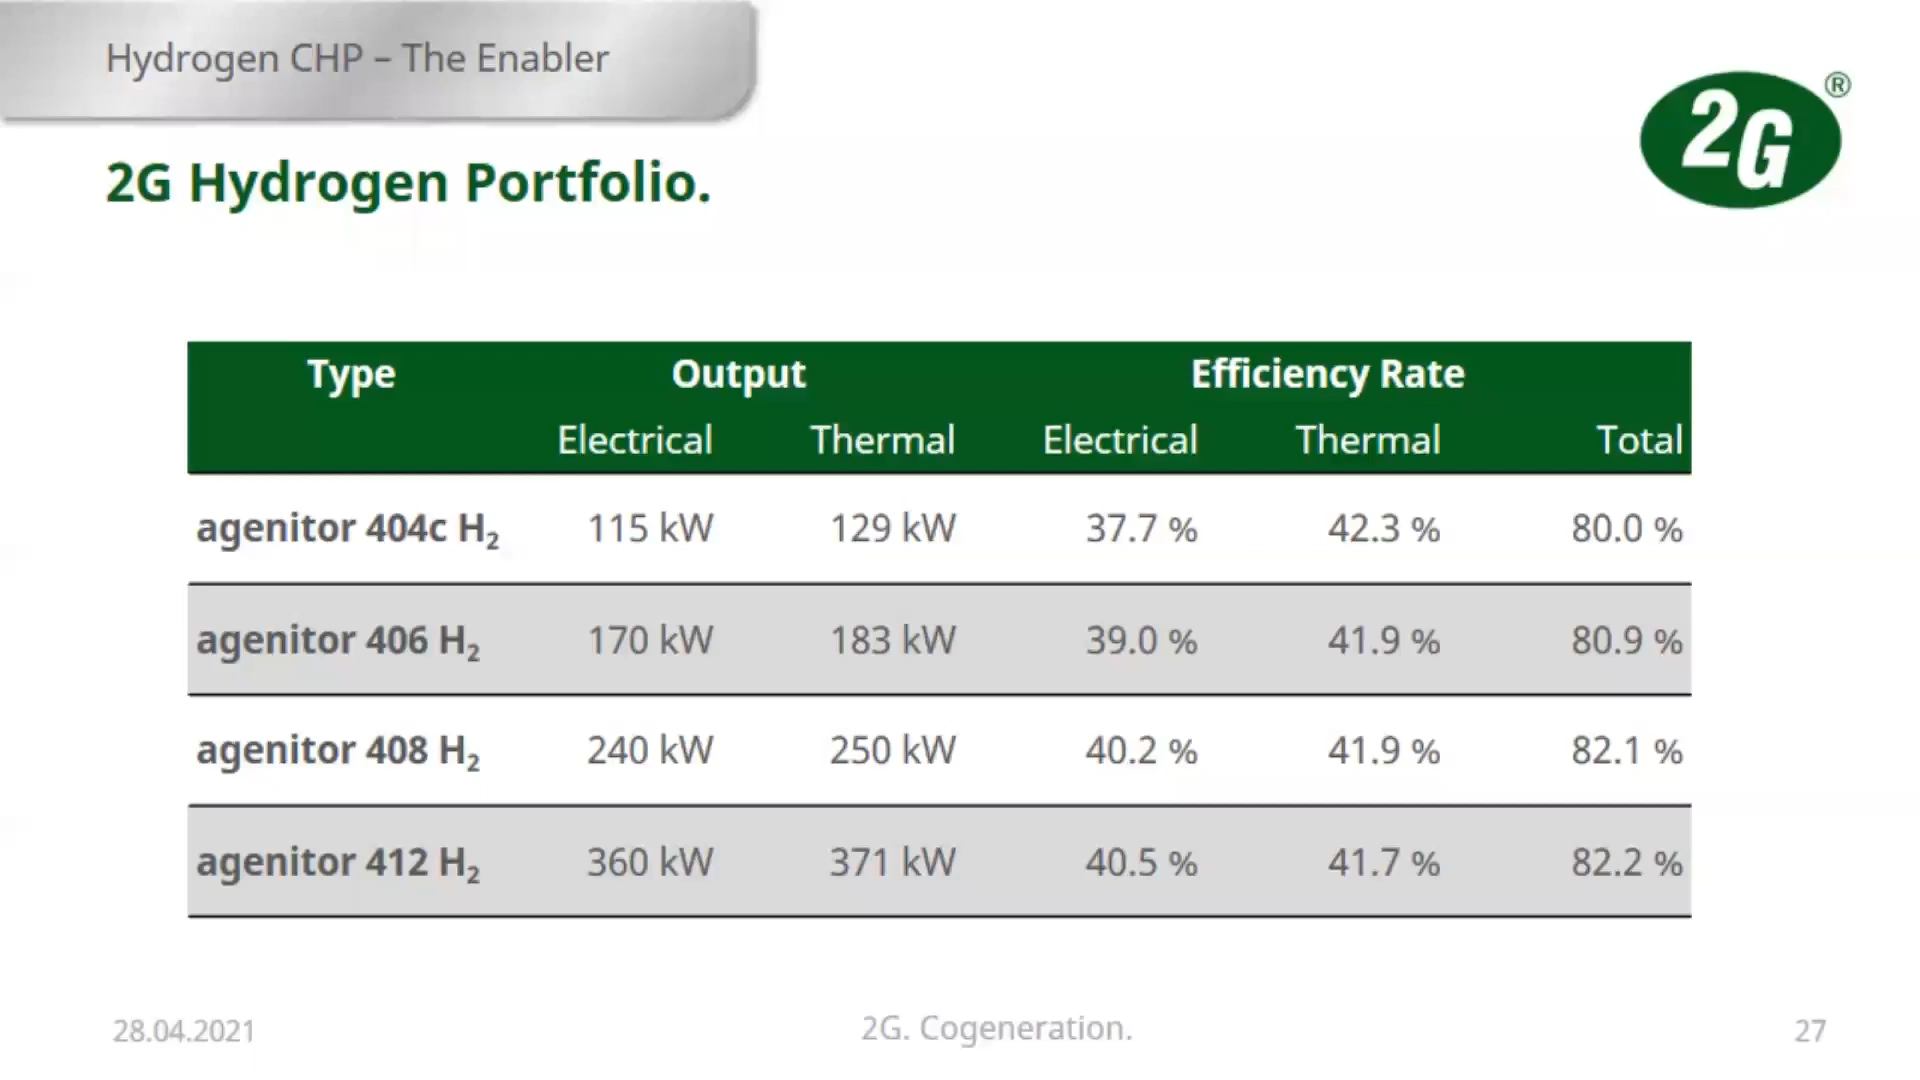 Hydrogen CHP – The Enabler
2G®
2G Hydrogen Portfolio.
Type Output Efficiency Rate
Electrical Thermal Electrical Thermal Total
agenitor 404c H₂ 115 kW 129 kW 37.7 % 42.3 % 80.0 %
agenitor 406 H₂ 170 kW 183 kW 39.0 % 41.9 % 80.9 %
agenitor 408 H₂ 240 kW 250 kW 40.2 % 41.9 % 82.1 %
agenitor 412 H₂ 360 kW 371 kW 40.5 % 41.7 % 82.2 %
28.04.2021 2G. Cogeneration. 27